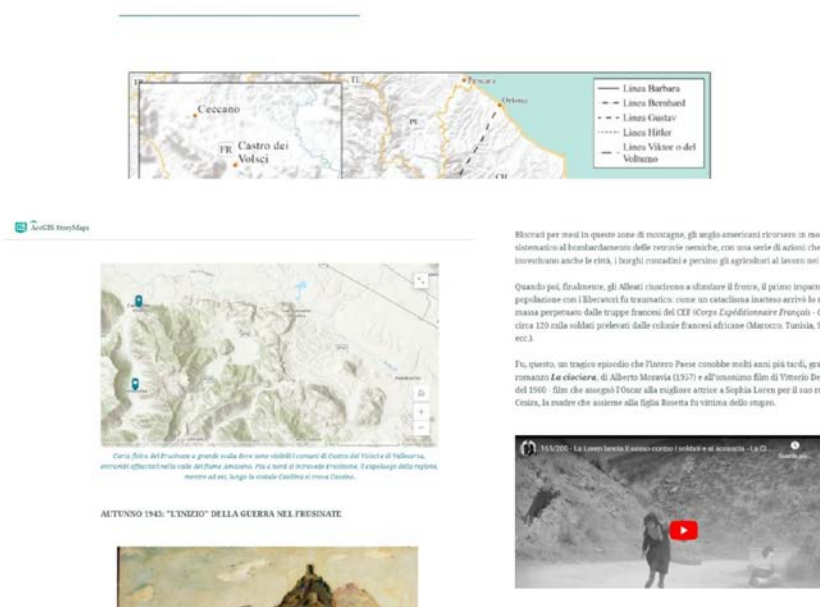 TE
Pescara
Ortona
PE
CH
Ceccano
FR
Castro dei
Volsci
Linea Barbara
Linea Bernhard
Linea Gustav
Linea Hitler
Linea Viktor o del
Volturno
ArcGIS StoryMaps
Carta fisica del Frusinate a grande scala dove sono visibili i comuni di Castro dei Volsci e di Vallecorsa,
entrambi affacciati nella valle del fiume Amaseno. Più a nord si intravede Frosinone, il capoluogo della regione,
mentre ad est, lungo la statale Casilina si trova Cassino.
AUTUNNO 1943: "L'INIZIO" DELLA GUERRA NEL FRUSINATE
Bloccati per mesi in queste zone di montagna, gli anglo-americani ricorsero in mo
sistematico al bombardamento delle retrovie nemiche, con una serie di azioni che
investivano anche le città, i borghi contadini e persino gli agricoltori al lavoro nei
Quando poi, finalmente, gli Alleati riuscirono a sfondare il fronte, il primo impatto
popolazione con i liberatori fu traumatico: come un cataclisma inatteso arrivò lo
massa perpetuato dalle truppe francesi del CEF (Corps Expéditionnaire Français -
circa 120 mila soldati prelevati dalle colonie francesi africane (Marocco, Tunisia,
ecc.).
Fu, questo, un tragico episodio che l'intero Paese conobbe molti anni più tardi, gra
romanzo La ciociara, di Alberto Moravia (1957) e all'omonimo film di Vittorio De
del 1960 - film che assegnò l'Oscar alla migliore attrice a Sophia Loren per il suo
Cesira, la madre che assieme alla figlia Rosetta fu vittima dello stupro.
163/200 - La Loren lancia il sasso contro i soldati e si accascia - La Ci...